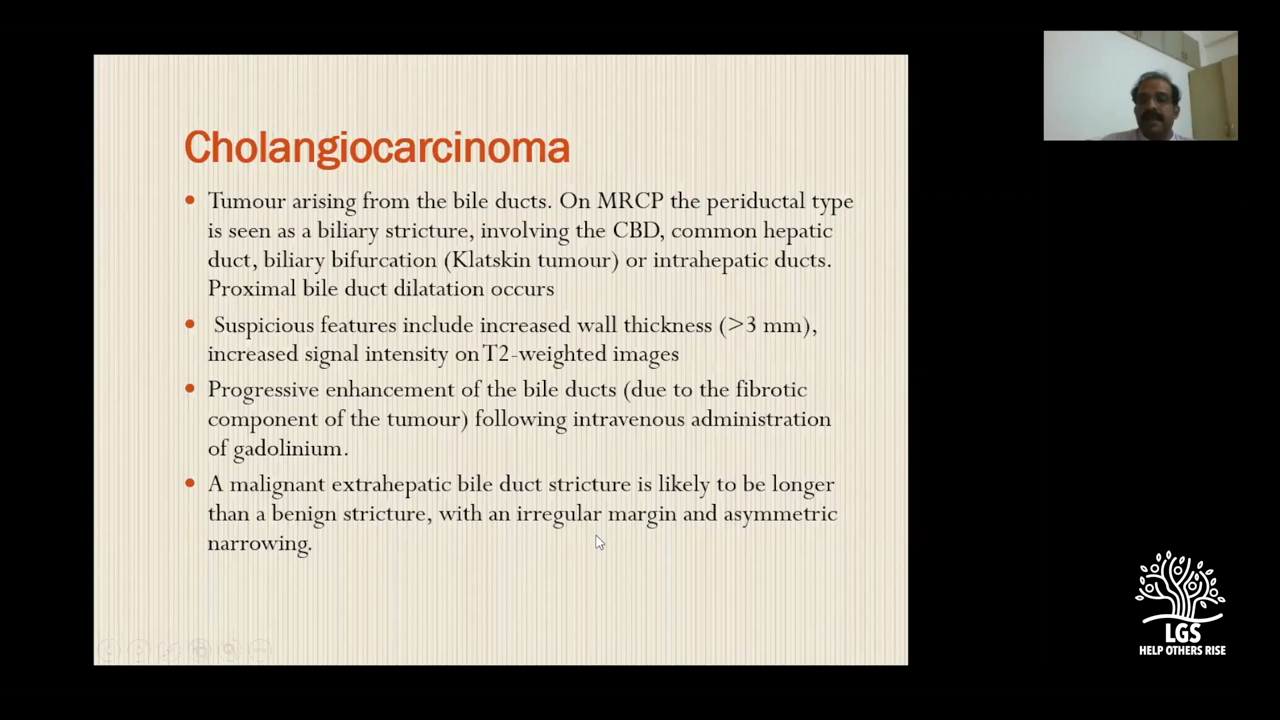 Cholangiocarcinoma
• Tumour arising from the bile ducts. On MRCP the periductal type
is seen as a biliary stricture, involving the CBD, common hepatic
duct, biliary bifurcation (Klatskin tumour) or intrahepatic ducts.
Proximal bile duct dilatation occurs
• Suspicious features include increased wall thickness (>3 mm),
increased signal intensity on T2-weighted images
• Progressive enhancement of the bile ducts (due to the fibrotic
component of the tumour) following intravenous administration
of gadolinium.
• A malignant extrahepatic bile duct stricture is likely to be longer
than a benign stricture, with an irregular margin and asymmetric
narrowing.
LGS
HELP OTHERS RISE